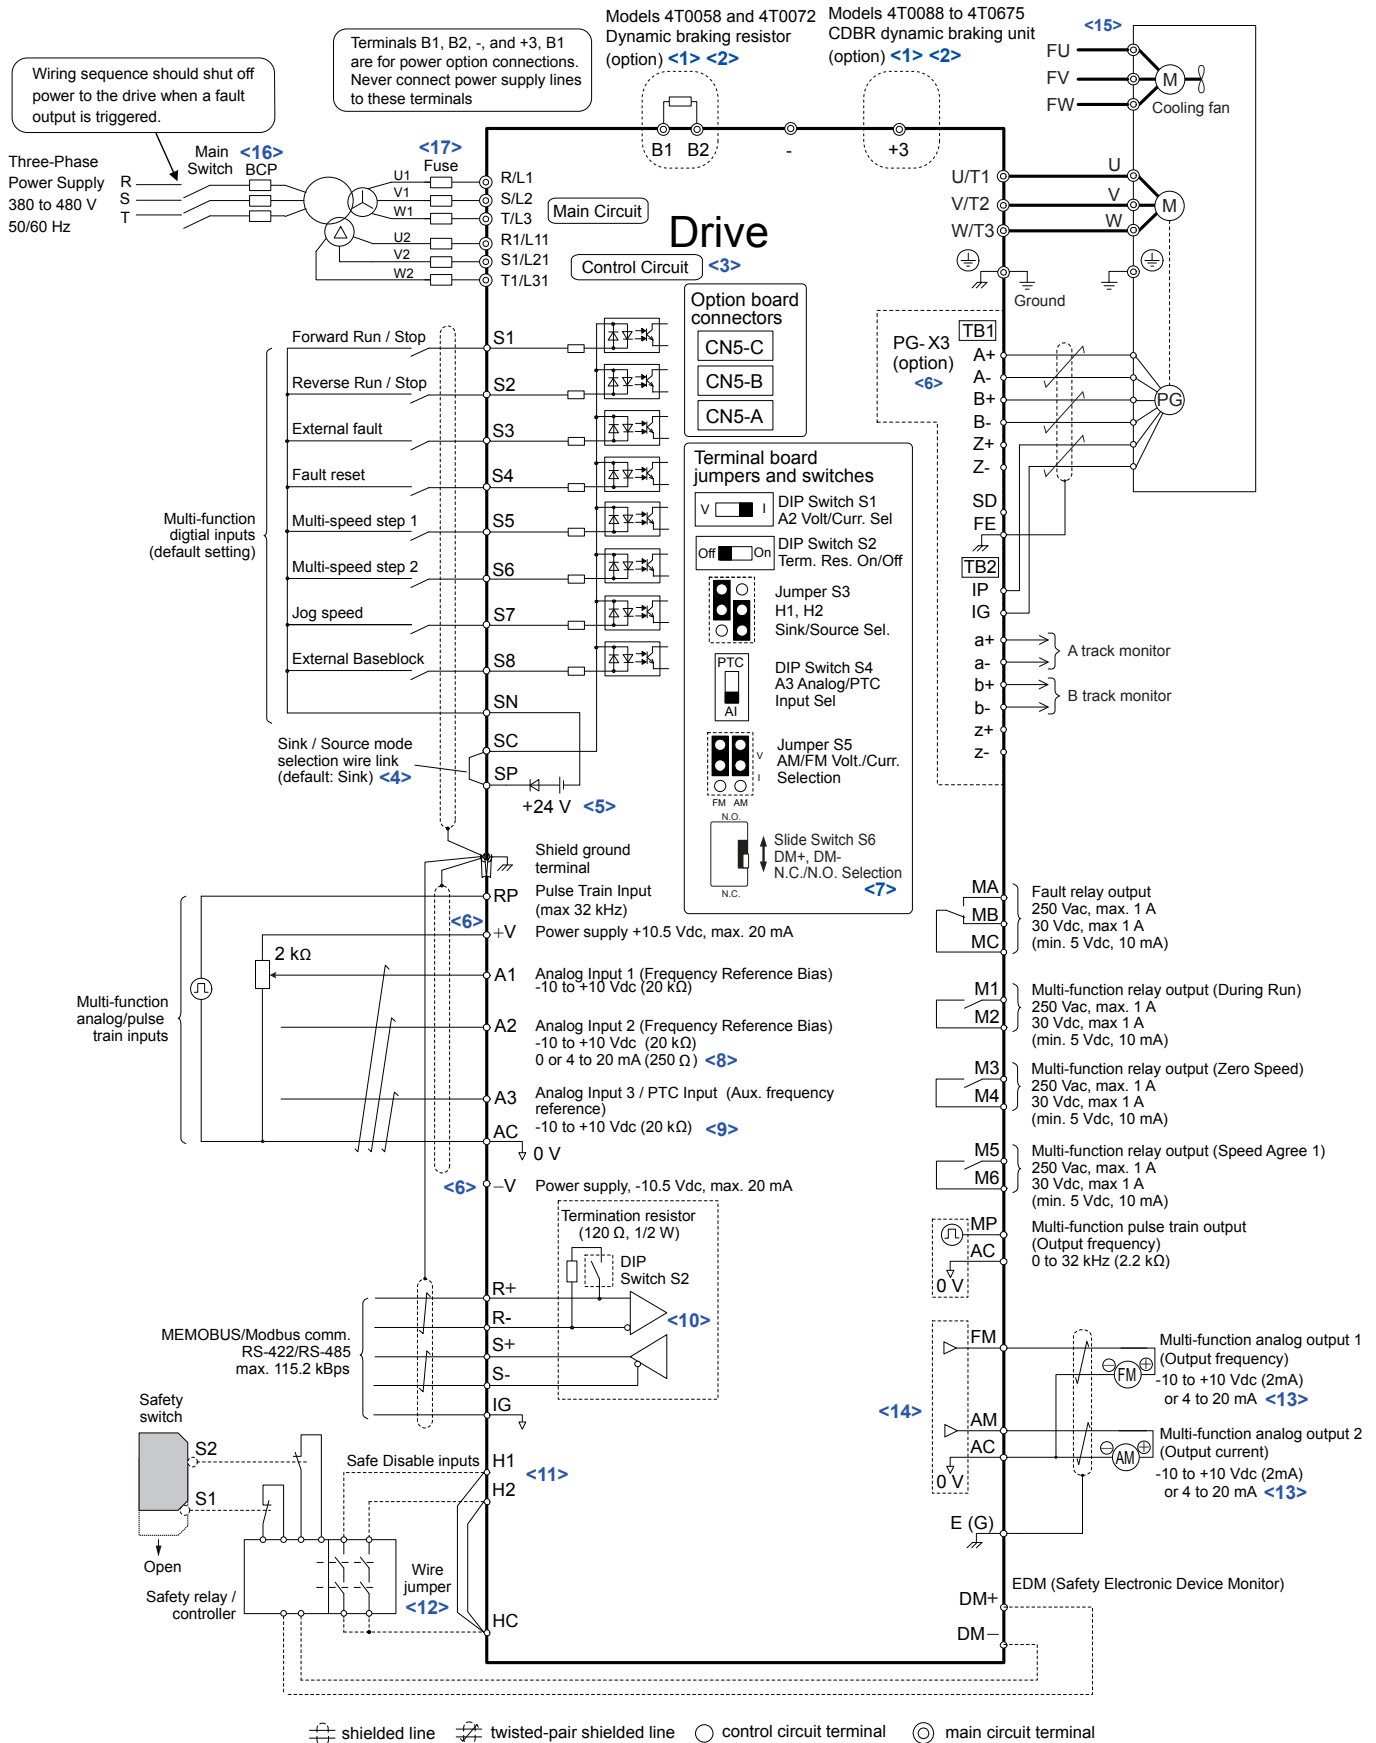 Models 4T0058 and 4T0072
Dynamic braking resistor
(option) <1> <2>
Models 4T0088 to 4T0675
CDBR dynamic braking unit
(option) <1> <2>
<15>
FU
FV
FW
M
Cooling fan
Terminals B1, B2, -, and +3, B1
are for power option connections.
Never connect power supply lines
to these terminals
Wiring sequence should shut off
power to the drive when a fault
output is triggered.
B1 B2
-
+3
Three-Phase
Power Supply
380 to 480 V
50/60 Hz
R
S
T
Main
Switch
<16>
BCP
<17>
Fuse
U1
V1
W1
U2
V2
W2
R/L1
S/L2
T/L3
R1/L11
S1/L21
T1/L31
Main Circuit
Drive
Control Circuit <3>
U/T1
V/T2
W/T3
U
V
W
M
Ground
Option board
connectors
CN5-C
CN5-B
CN5-A
PG-X3
(option)
<6>
TB1
A+
A-
B+
B-
Z+
Z-
SD
FE
TB2
IP
IG
a+
a-
b+
b-
z+
z-
PG
A track monitor
B track monitor
Forward Run / Stop
S1
Reverse Run / Stop
S2
External fault
S3
Fault reset
S4
Multi-speed step 1
S5
Multi-speed step 2
S6
Jog speed
S7
External Baseblock
S8
SN
SC
SP
Multi-function
digtial inputs
(default setting)
Sink / Source mode
selection wire link
(default: Sink) <4>
+24 V <5>
Terminal board
jumpers and switches
V
I
DIP Switch S1
A2 Volt/Curr. Sel
Off
On
DIP Switch S2
Term. Res. On/Off
Jumper S3
H1, H2
Sink/Source Sel.
PTC
AI
DIP Switch S4
A3 Analog/PTC
Input Sel
V
I
FM AM
Jumper S5
AM/FM Volt./Curr.
Selection
N.O.
N.C.
Slide Switch S6
DM+, DM-
N.C./N.O. Selection
<7>
Shield ground
terminal
RP
Pulse Train Input
(max 32 kHz)
<6>
+V
Power supply +10.5 Vdc, max. 20 mA
2 kΩ
A1
Analog Input 1 (Frequency Reference Bias)
-10 to +10 Vdc (20 kΩ)
Multi-function
analog/pulse
train inputs
A2
Analog Input 2 (Frequency Reference Bias)
-10 to +10 Vdc (20 kΩ)
0 or 4 to 20 mA (250 Ω) <8>
A3
Analog Input 3 / PTC Input (Aux. frequency
reference)
-10 to +10 Vdc (20 kΩ) <9>
AC
0 V
<6>
−V
Power supply, -10.5 Vdc, max. 20 mA
MA
MB
MC
Fault relay output
250 Vac, max. 1 A
30 Vdc, max 1 A
(min. 5 Vdc, 10 mA)
M1
M2
Multi-function relay output (During Run)
250 Vac, max. 1 A
30 Vdc, max 1 A
(min. 5 Vdc, 10 mA)
M3
M4
Multi-function relay output (Zero Speed)
250 Vac, max. 1 A
30 Vdc, max 1 A
(min. 5 Vdc, 10 mA)
M5
M6
Multi-function relay output (Speed Agree 1)
250 Vac, max. 1 A
30 Vdc, max 1 A
(min. 5 Vdc, 10 mA)
MP
AC
0 V
Multi-function pulse train output
(Output frequency)
0 to 32 kHz (2.2 kΩ)
Termination resistor
(120 Ω, 1/2 W)
DIP
Switch S2
<10>
R+
R-
S+
S-
IG
MEMOBUS/Modbus comm.
RS-422/RS-485
max. 115.2 kBps
FM
<14>
AM
AC
0 V
E (G)
FM
AM
Multi-function analog output 1
(Output frequency)
-10 to +10 Vdc (2mA)
or 4 to 20 mA <13>
Multi-function analog output 2
(Output current)
-10 to +10 Vdc (2mA)
or 4 to 20 mA <13>
Safety
switch
S2
S1
Open
Safety relay /
controller
Safe Disable inputs
H1
H2
<11>
Wire
jumper
<12>
HC
EDM (Safety Electronic Device Monitor)
DM+
DM−
shielded line
twisted-pair shielded line
control circuit terminal
main circuit terminal